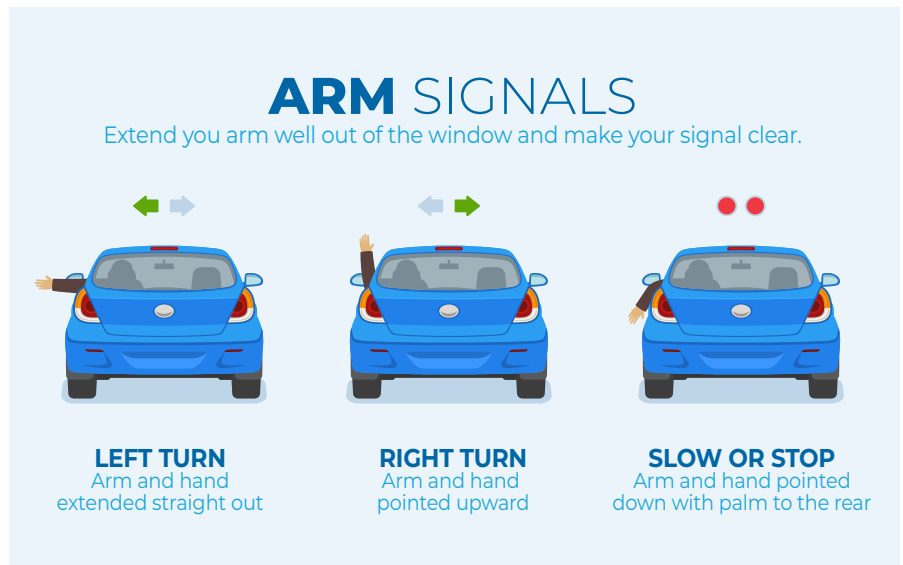 ARM SIGNALS
Extend you arm well out of the window and make your signal clear.
LEFT TURN
Arm and hand
extended straight out
RIGHT TURN
Arm and hand
pointed upward
SLOW OR STOP
Arm and hand pointed
down with palm to the rear